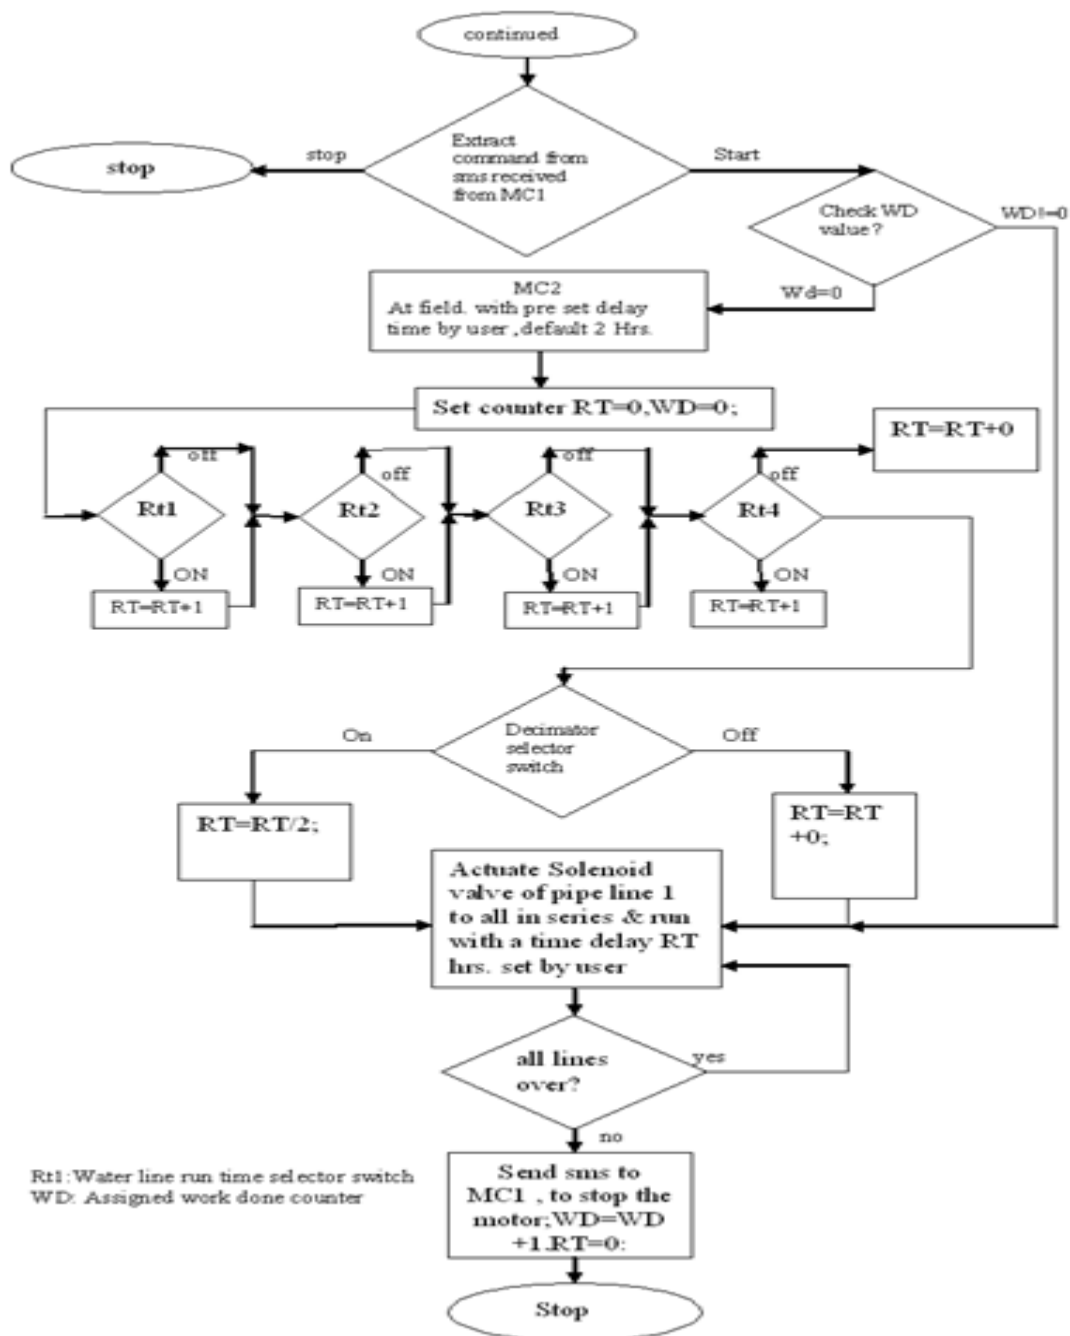 continued
Extract
command from
sms received
from MC1
stop
stop
Start
Check WD
value?
WD!=0
Wd=0
MC2
At field. with pre set delay
time by user ,default 2 Hrs.
Set counter RT=0,WD=0;
RT=RT+0
off
off
off
off
Rt1
Rt2
Rt3
Rt4
ON
ON
ON
ON
RT=RT+1
RT=RT+1
RT=RT+1
RT=RT+1
Decimator
selector
switch
On
Off
RT=RT/2;
RT=RT
+0;
Actuate Solenoid
valve of pipe line 1
to all in series & run
with a time delay RT
hrs. set by user
all lines
over?
yes
no
Send sms to
MC1 , to stop the
motor;WD=WD
+1.RT=0:
Rt1:Water line run time selector switch
WD: Assigned work done counter
Stop